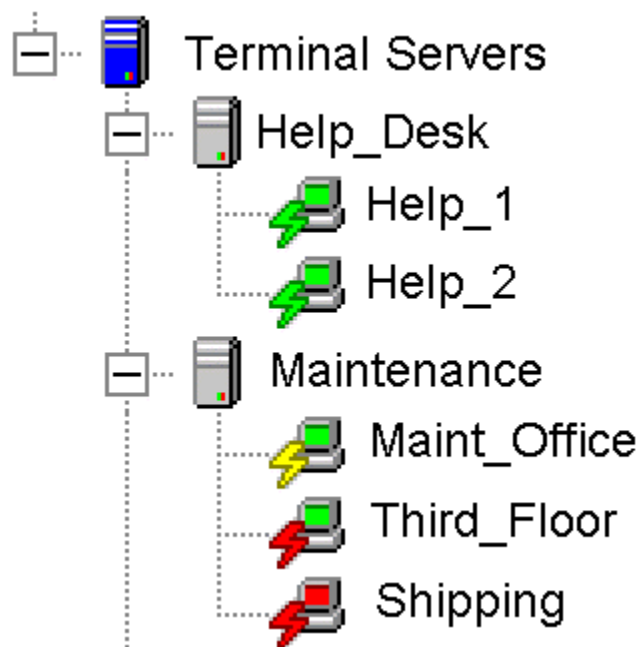 Terminal Servers
Help_Desk
Help_1
Help_2
Maintenance
Maint_Office
Third_Floor
Shipping